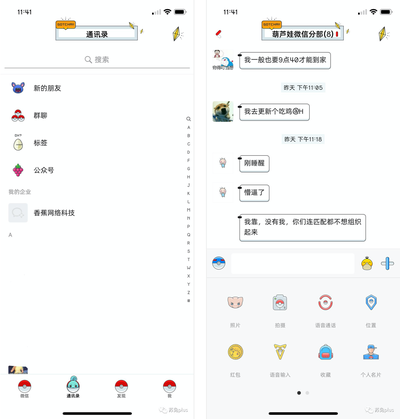 11:41
GOTCHA!
通讯录
搜索
新的朋友
群聊
标签
公众号
我的企业
香蕉网络科技
A
A
B
C
D
E
F
G
H
I
J
K
L
M
N
O
P
Q
R
S
T
U
V
W
X
Y
Z
#
微信
通讯录
发现
我
11:41
GOTCHA!
葫芦娃微信分部(8)
我一般也要9点40才能到家
昨天 下午11:05
我去更新个吃鸡@H
昨天 下午11:18
刚睡醒
懵逼了
我靠，没有我，你们连匹配都不想组织
起来
照片
拍摄
语音通话
位置
红包
语音输入
收藏
个人名片